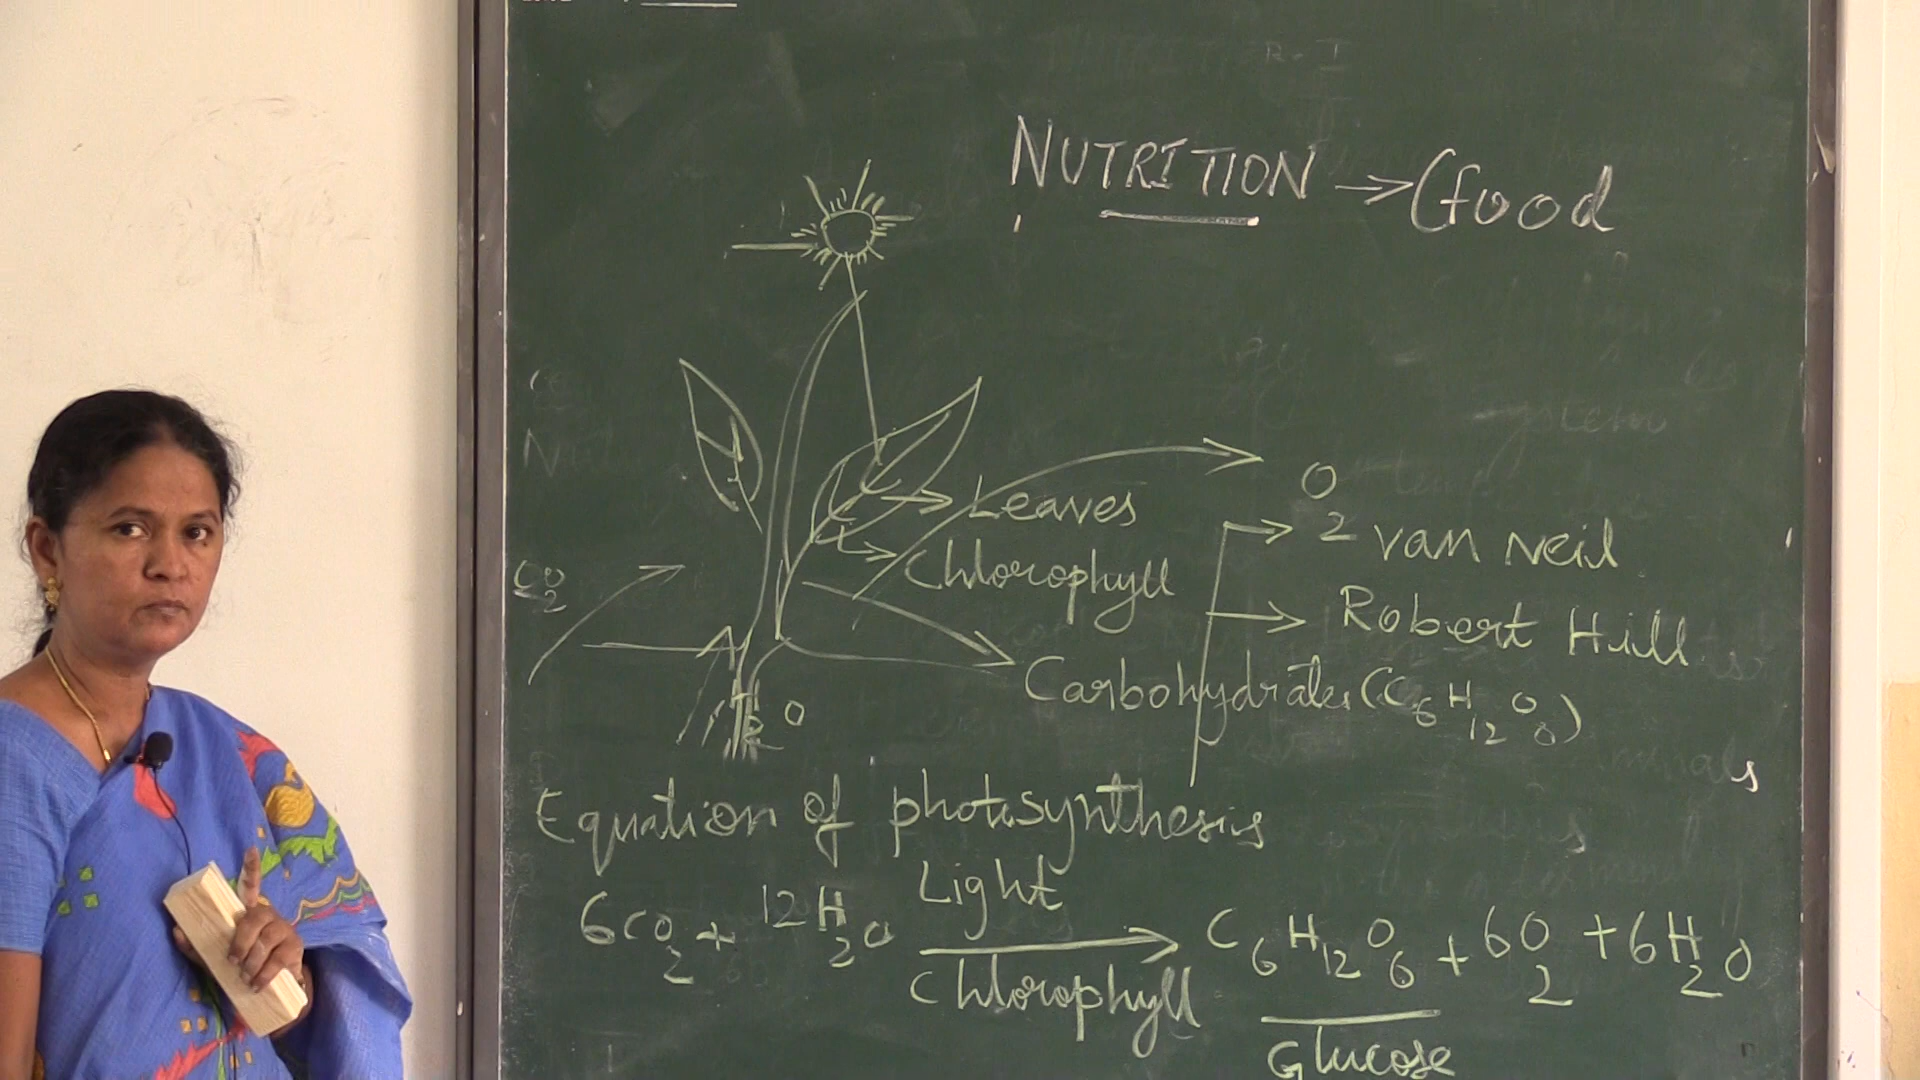 NUTRITION → (food
O2
Leaves
van Neil
CO2
Chlorophyll
Robert Hill
Carbohydrates (C6H12O6)
H2O
Equation of photosynthesis
Light
6CO2 + 12H2O → C6H12O6 + 6O2 + 6H2O
Chlorophyll
Glucose